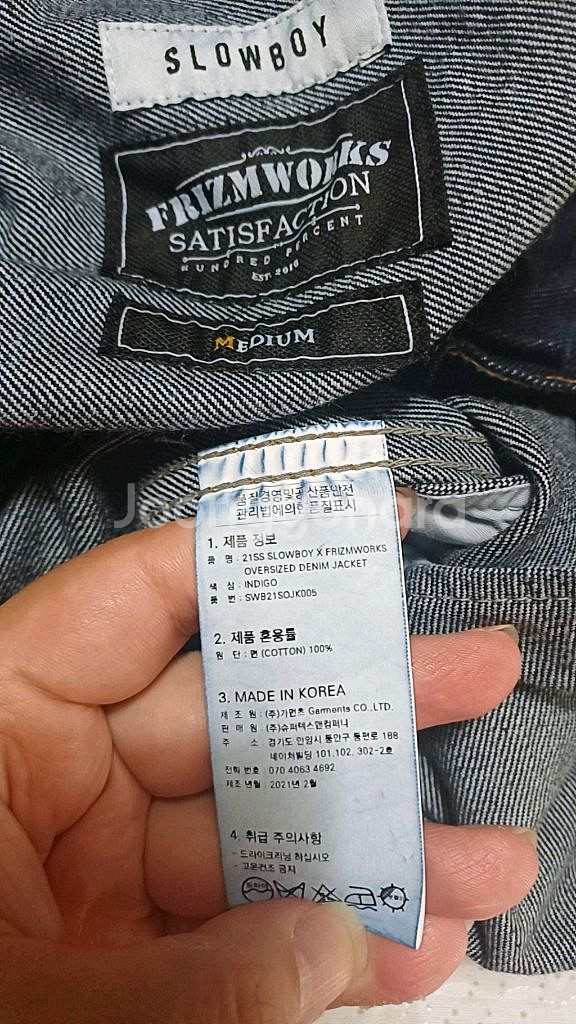 SLOWBOY
FRIZMWORKS
SATISFACTION
HUNDRED PERCENT
EST. 2010
MEDIUM
품질경영및공산품안전
관리법에의한품질표시
1. 제품 정보
품 명 : 21SS SLOWBOY X FRIZMWORKS
OVERSIZED DENIM JACKET
색 상 : INDIGO
품 번 : SWB21SOJK005
2. 제품 혼용률
원 단 : 면 (COTTON) 100%
3. MADE IN KOREA
제 조 원 : (주)가먼츠 Garments CO.,LTD.
판 매 원 : (주)슈퍼텍스앤컴퍼니
주 소 : 경기도 안양시 동안구 동편로 188
네이처빌딩 101.102. 302-2호
전화 번호 : 070 4063 4692
제조 년월 : 2021년 2월
4. 취급 주의사항
- 드라이크리닝 하십시오
- 고온건조 금지
드라이